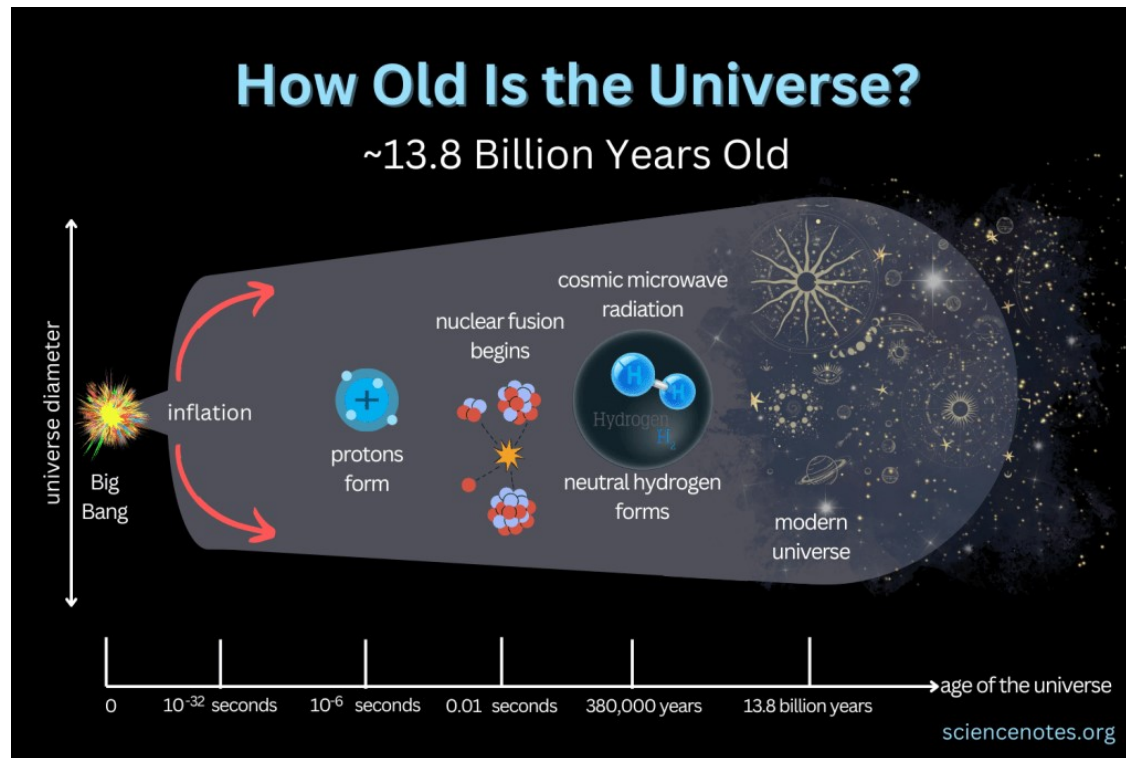 How Old Is the Universe?
~13.8 Billion Years Old
universe diameter
Big
Bang
inflation
protons
form
nuclear fusion
begins
cosmic microwave
radiation
H
H
Hydrogen
H₂
neutral hydrogen
forms
modern
universe
0
10⁻³² seconds
10⁻⁶ seconds
0.01 seconds
380,000 years
13.8 billion years
age of the universe
sciencenotes.org